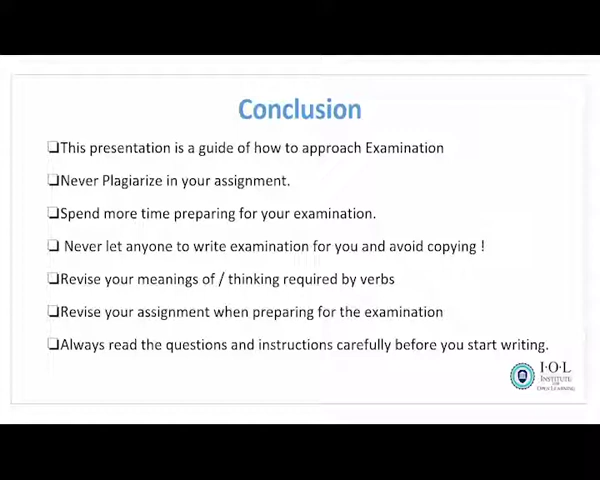 Conclusion
❑This presentation is a guide of how to approach Examination
❑Never Plagiarize in your assignment.
❑Spend more time preparing for your examination.
❑ Never let anyone to write examination for you and avoid copying !
❑Revise your meanings of / thinking required by verbs
❑Revise your assignment when preparing for the examination
❑Always read the questions and instructions carefully before you start writing.
I·O·L
INSTITUTE
FOR
OPEN LEARNING